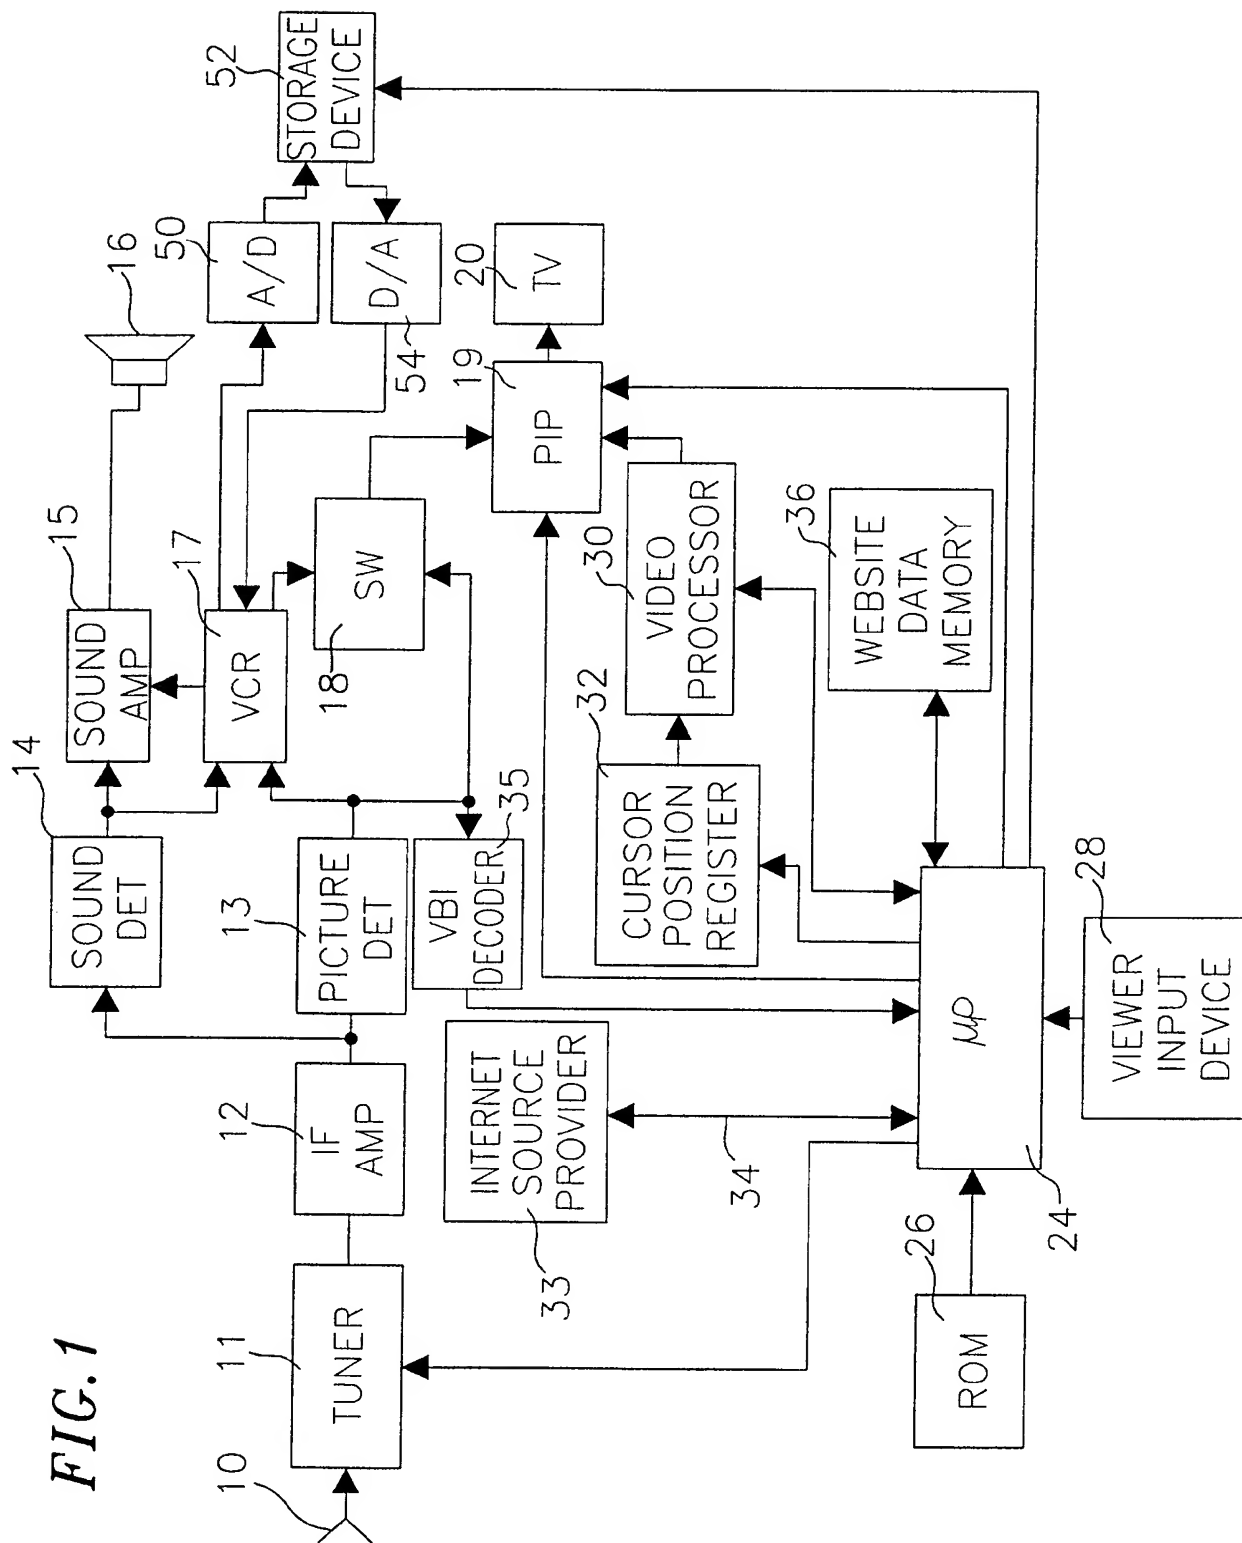 FIG. 1
10
11
TUNER
12
IF
AMP
13
PICTURE
DET
14
SOUND
DET
15
SOUND
AMP
16
17
VCR
18
SW
50
A/D
52
STORAGE
DEVICE
D/A
54
19
PIP
20
TV
35
VBI
DECODER
33
INTERNET
SOURCE
PROVIDER
34
32
CURSOR
POSITION
REGISTER
30
VIDEO
PROCESSOR
36
WEBSITE
DATA
MEMORY
26
ROM
24
μp
28
VIEWER
INPUT
DEVICE